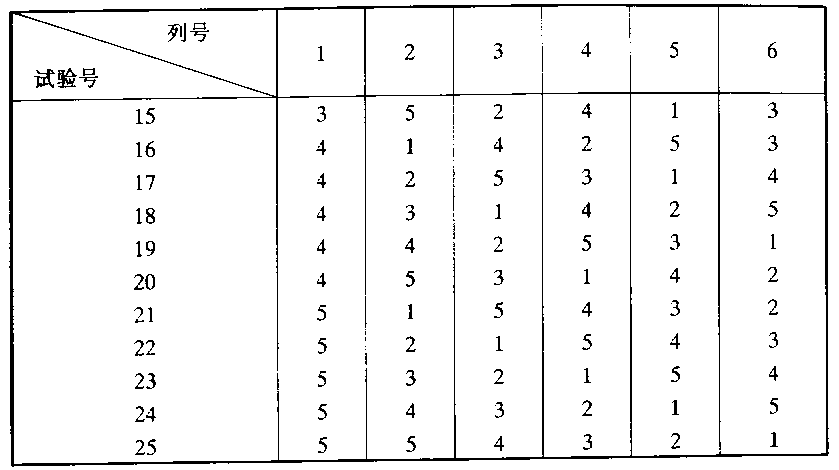 列号
试验号 1 2 3 4 5 6
15 3 5 2 4 1 3
16 4 1 4 2 5 3
17 4 2 5 3 1 4
18 4 3 1 4 2 5
19 4 4 2 5 3 1
20 4 5 3 1 4 2
21 5 1 5 4 3 2
22 5 2 1 5 4 3
23 5 3 2 1 5 4
24 5 4 3 2 1 5
25 5 5 4 3 2 1